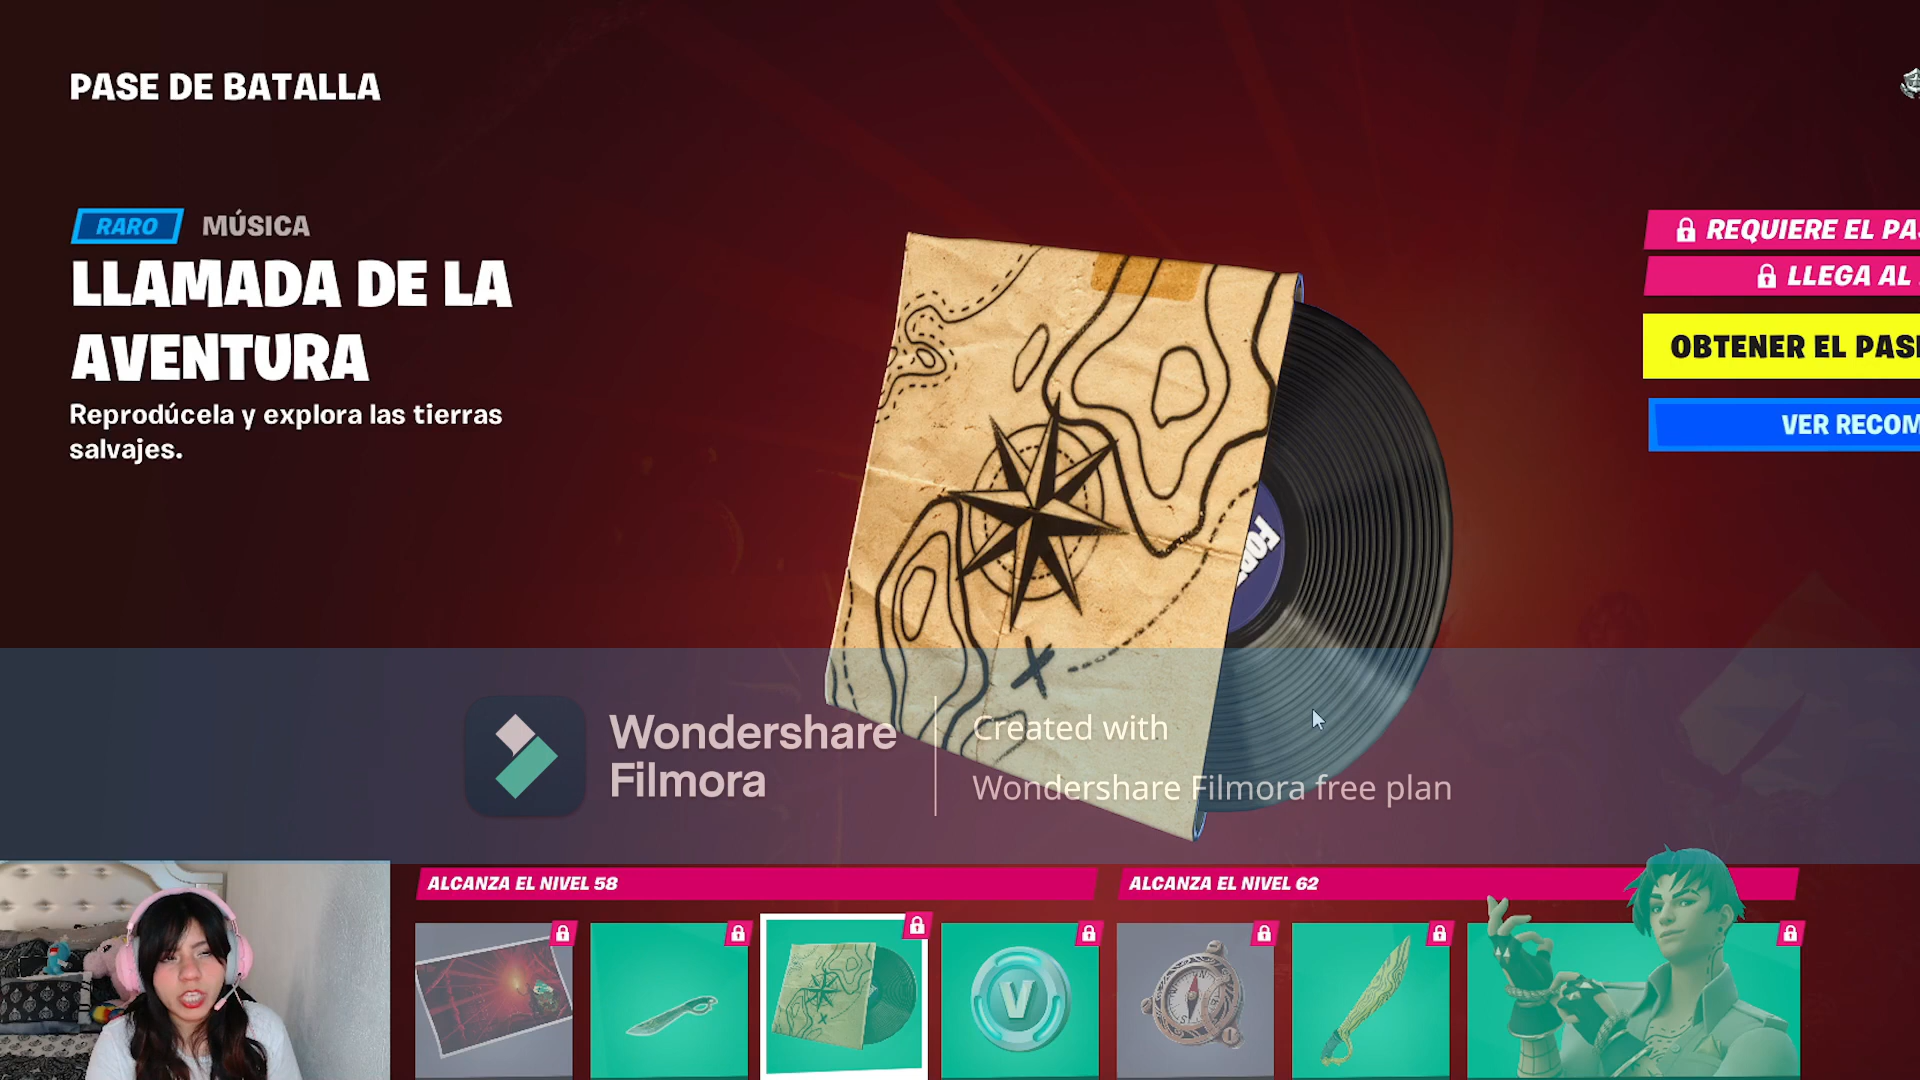 PASE DE BATALLA
RARO MÚSICA
LLAMADA DE LA
AVENTURA
Reprodúcela y explora las tierras
salvajes.
REQUIERE EL PA
LLEGA AL
OBTENER EL PAS
VER RECOM
Wondershare
Filmora
Created with
Wondershare Filmora free plan
ALCANZA EL NIVEL 58
ALCANZA EL NIVEL 62
V